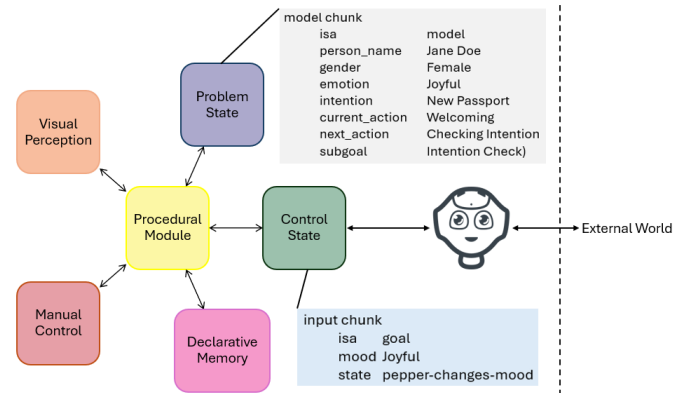 model chunk
isa model
person_name Jane Doe
gender Female
emotion Joyful
intention New Passport
current_action Welcoming
next_action Checking Intention
subgoal Intention Check)
Problem
State
Visual
Perception
Procedural
Module
Control
State
External World
Manual
Control
Declarative
Memory
input chunk
isa goal
mood Joyful
state pepper-changes-mood